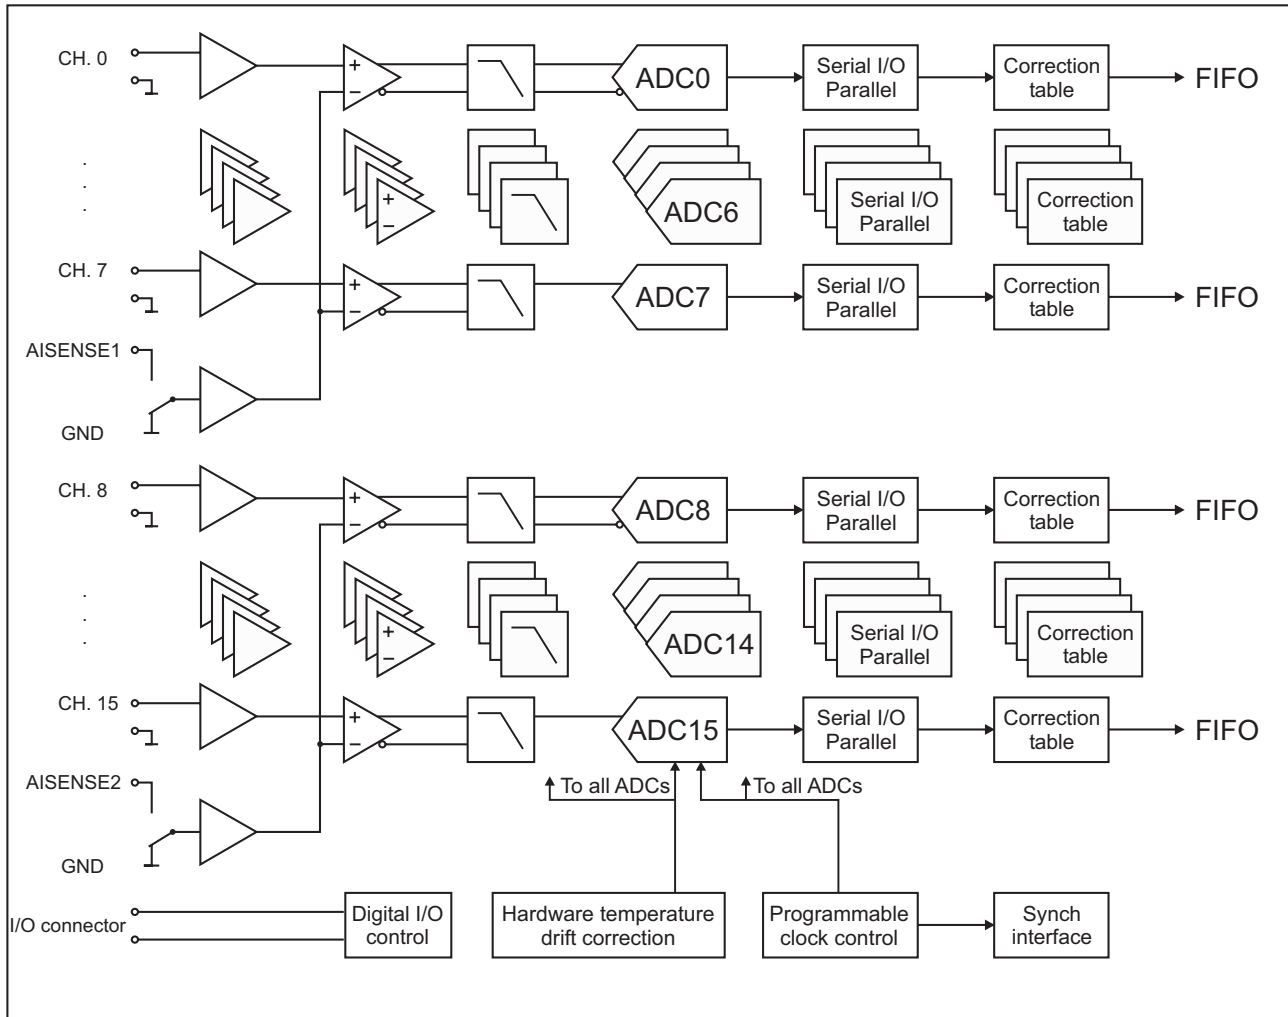 CH. 0
+
−
ADC0
Serial I/O
Parallel
Correction
table
FIFO
.
.
.
+
−
ADC6
Serial I/O
Parallel
Correction
table
CH. 7
+
−
ADC7
Serial I/O
Parallel
Correction
table
FIFO
AISENSE1
GND
CH. 8
+
−
ADC8
Serial I/O
Parallel
Correction
table
FIFO
.
.
.
+
−
ADC14
Serial I/O
Parallel
Correction
table
CH. 15
+
−
ADC15
Serial I/O
Parallel
Correction
table
FIFO
AISENSE2
To all ADCs
To all ADCs
GND
I/O connector
Digital I/O
control
Hardware temperature
drift correction
Programmable
clock control
Synch
interface